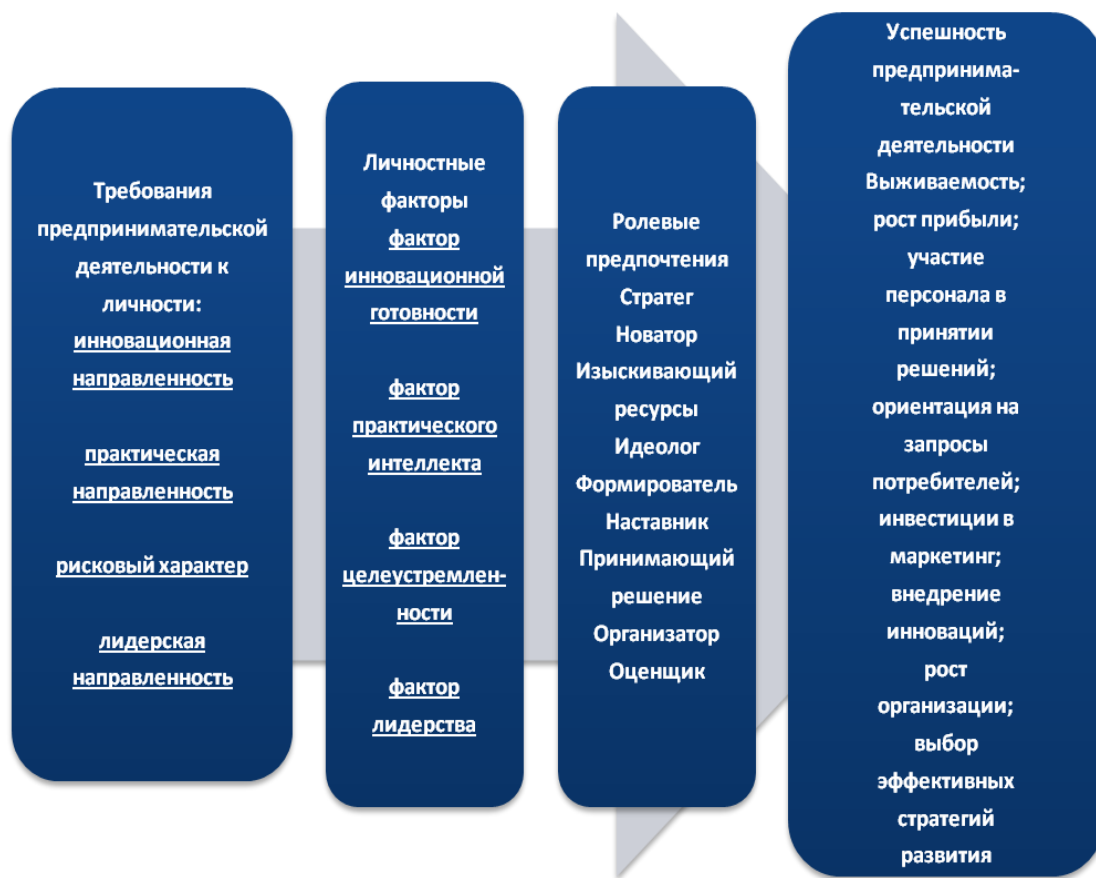 Требования
предпринимательской
деятельности к
личности:
инновационная
направленность
практическая
направленность
рисковый характер
лидерская
направленность
Личностные
факторы
фактор
инновационной
готовности
фактор
практического
интеллекта
фактор
целеустремлен-
ности
фактор
лидерства
Ролевые
предпочтения
Стратег
Новатор
Изыскивающий
ресурсы
Идеолог
Формирователь
Наставник
Принимающий
решение
Организатор
Оценщик
Успешность
предпринима-
тельской
деятельности
Выживаемость;
рост прибыли;
участие
персонала в
принятии
решений;
ориентация на
запросы
потребителей;
инвестиции в
маркетинг;
внедрение
инноваций;
рост
организации;
выбор
эффективных
стратегий
развития